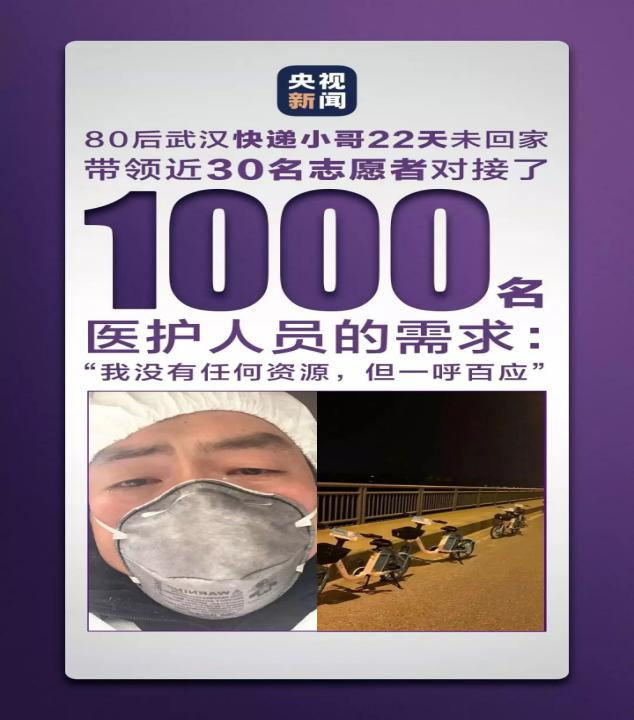 央视
新闻
80后武汉快递小哥22天未回家
带领近30名志愿者对接了
1000名
医护人员的需求：
“我没有任何资源，但一呼百应”
WARNING